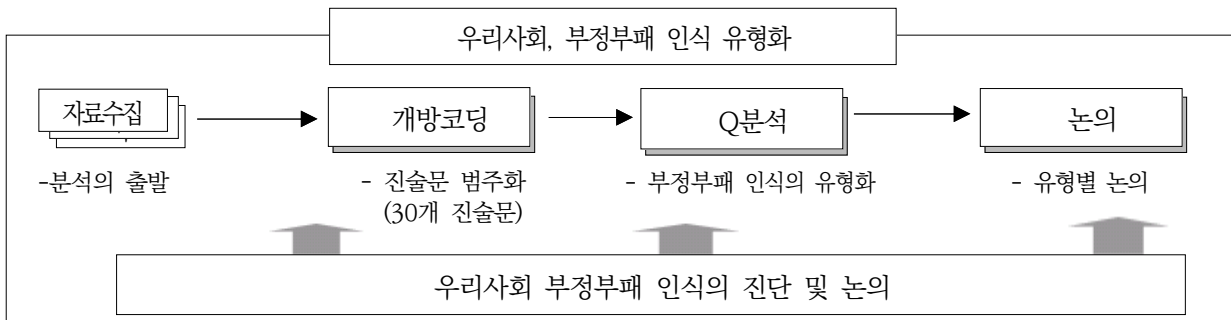 우리사회, 부정부패 인식 유형화
자료수집
개방코딩
Q분석
논의
-분석의 출발
- 진술문 범주화
(30개 진술문)
- 부정부패 인식의 유형화
- 유형별 논의
우리사회 부정부패 인식의 진단 및 논의